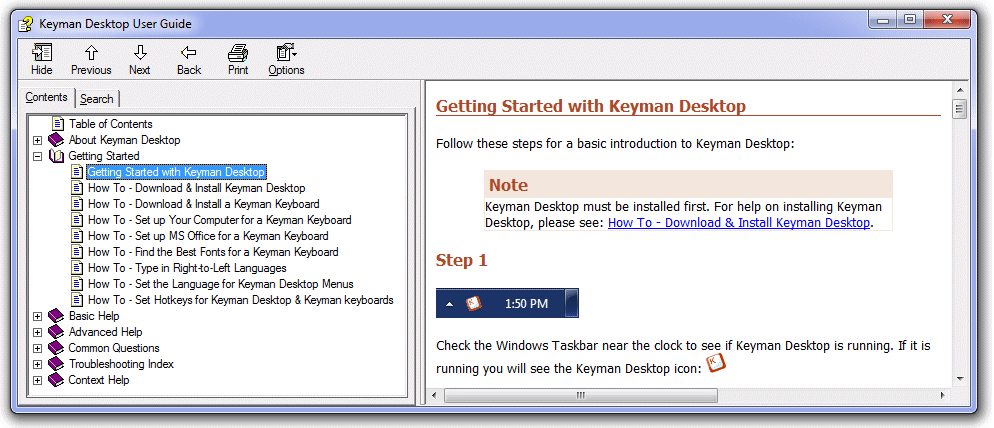 Keyman Desktop User Guide
Hide Previous Next Back Print Options
Contents Search
Table of Contents
About Keyman Desktop
Getting Started
Getting Started with Keyman Desktop
How To - Download & Install Keyman Desktop
How To - Download & Install a Keyman Keyboard
How To - Set up Your Computer for a Keyman Keyboard
How To - Set up MS Office for a Keyman Keyboard
How To - Find the Best Fonts for a Keyman Keyboard
How To - Type in Right-to-Left Languages
How To - Set the Language for Keyman Desktop Menus
How To - Set Hotkeys for Keyman Desktop & Keyman keyboards
Basic Help
Advanced Help
Common Questions
Troubleshooting Index
Context Help
Getting Started with Keyman Desktop
Follow these steps for a basic introduction to Keyman Desktop:
Note
Keyman Desktop must be installed first. For help on installing Keyman
Desktop, please see: How To - Download & Install Keyman Desktop.
Step 1
1:50 PM
Check the Windows Taskbar near the clock to see if Keyman Desktop is running. If it is
running you will see the Keyman Desktop icon: